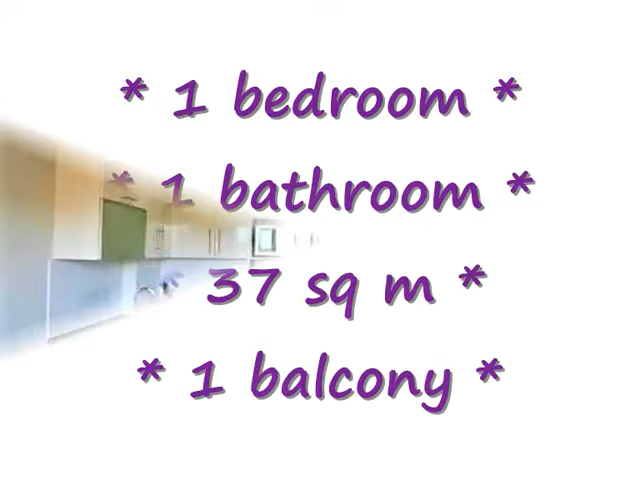 * 1 bedroom *
* 1 bathroom *
* 37 sq m *
* 1 balcony *